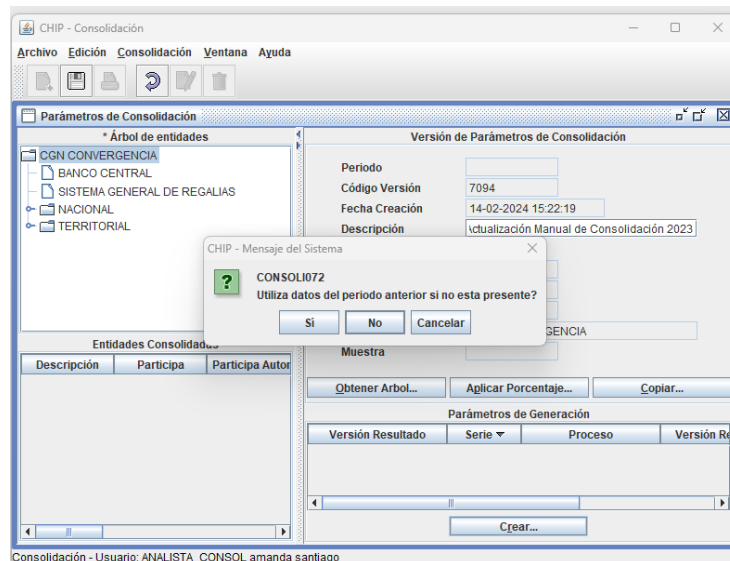 CHIP - Consolidación
Archivo Edición Consolidación Ventana Ayuda
Parámetros de Consolidación
* Árbol de entidades
CGN CONVERGENCIA
BANCO CENTRAL
SISTEMA GENERAL DE REGALIAS
NACIONAL
TERRITORIAL
Versión de Parámetros de Consolidación
Periodo
Código Versión 7094
Fecha Creación 14-02-2024 15:22:19
Descripción ctualización Manual de Consolidación 2023
CHIP - Mensaje del Sistema
CONSOLI072
Utiliza datos del periodo anterior si no esta presente?
Sí No Cancelar
GENCIA
Muestra
Entidades Consolidadas
Descripción Participa Participa Autor
Obtener Arbol... Aplicar Porcentaje... Copiar...
Parámetros de Generación
Versión Resultado Serie Proceso Versión Re
Crear...
Consolidación - Usuario: ANALISTA_CONSOL amanda santiago